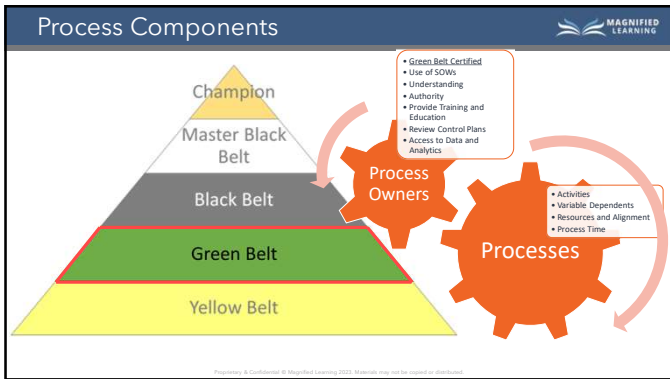 Process Components
MAGNIFIED
LEARNING
Champion
Master Black
Belt
Black Belt
Green Belt
Yellow Belt
• Green Belt Certified
• Use of SOWs
• Understanding
• Authority
• Provide Training and
Education
• Review Control Plans
• Access to Data and
Analytics
Process
Owners
• Activities
• Variable Dependents
• Resources and Alignment
• Process Time
Processes
Proprietary & Confidential © Magnified Learning 2023. Materials may not be copied or distributed.